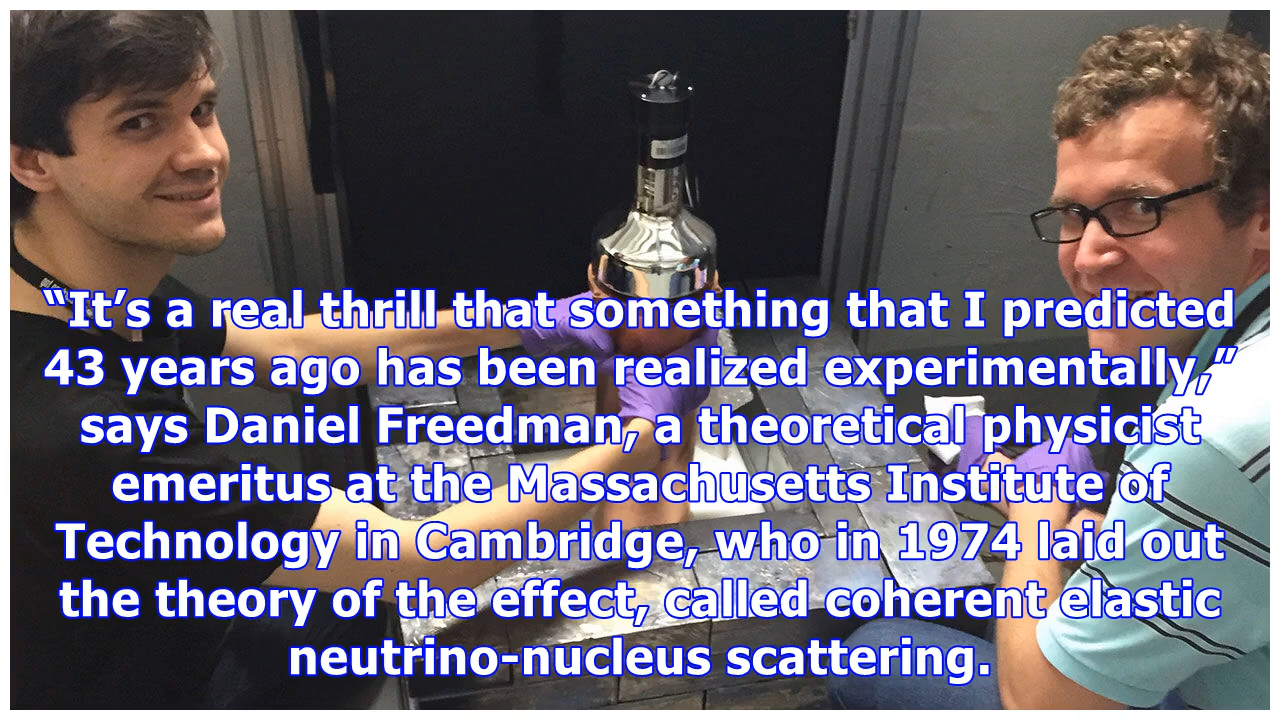 “It’s a real thrill that something that I predicted
43 years ago has been realized experimentally,”
says Daniel Freedman, a theoretical physicist
emeritus at the Massachusetts Institute of
Technology in Cambridge, who in 1974 laid out
the theory of the effect, called coherent elastic
neutrino-nucleus scattering.